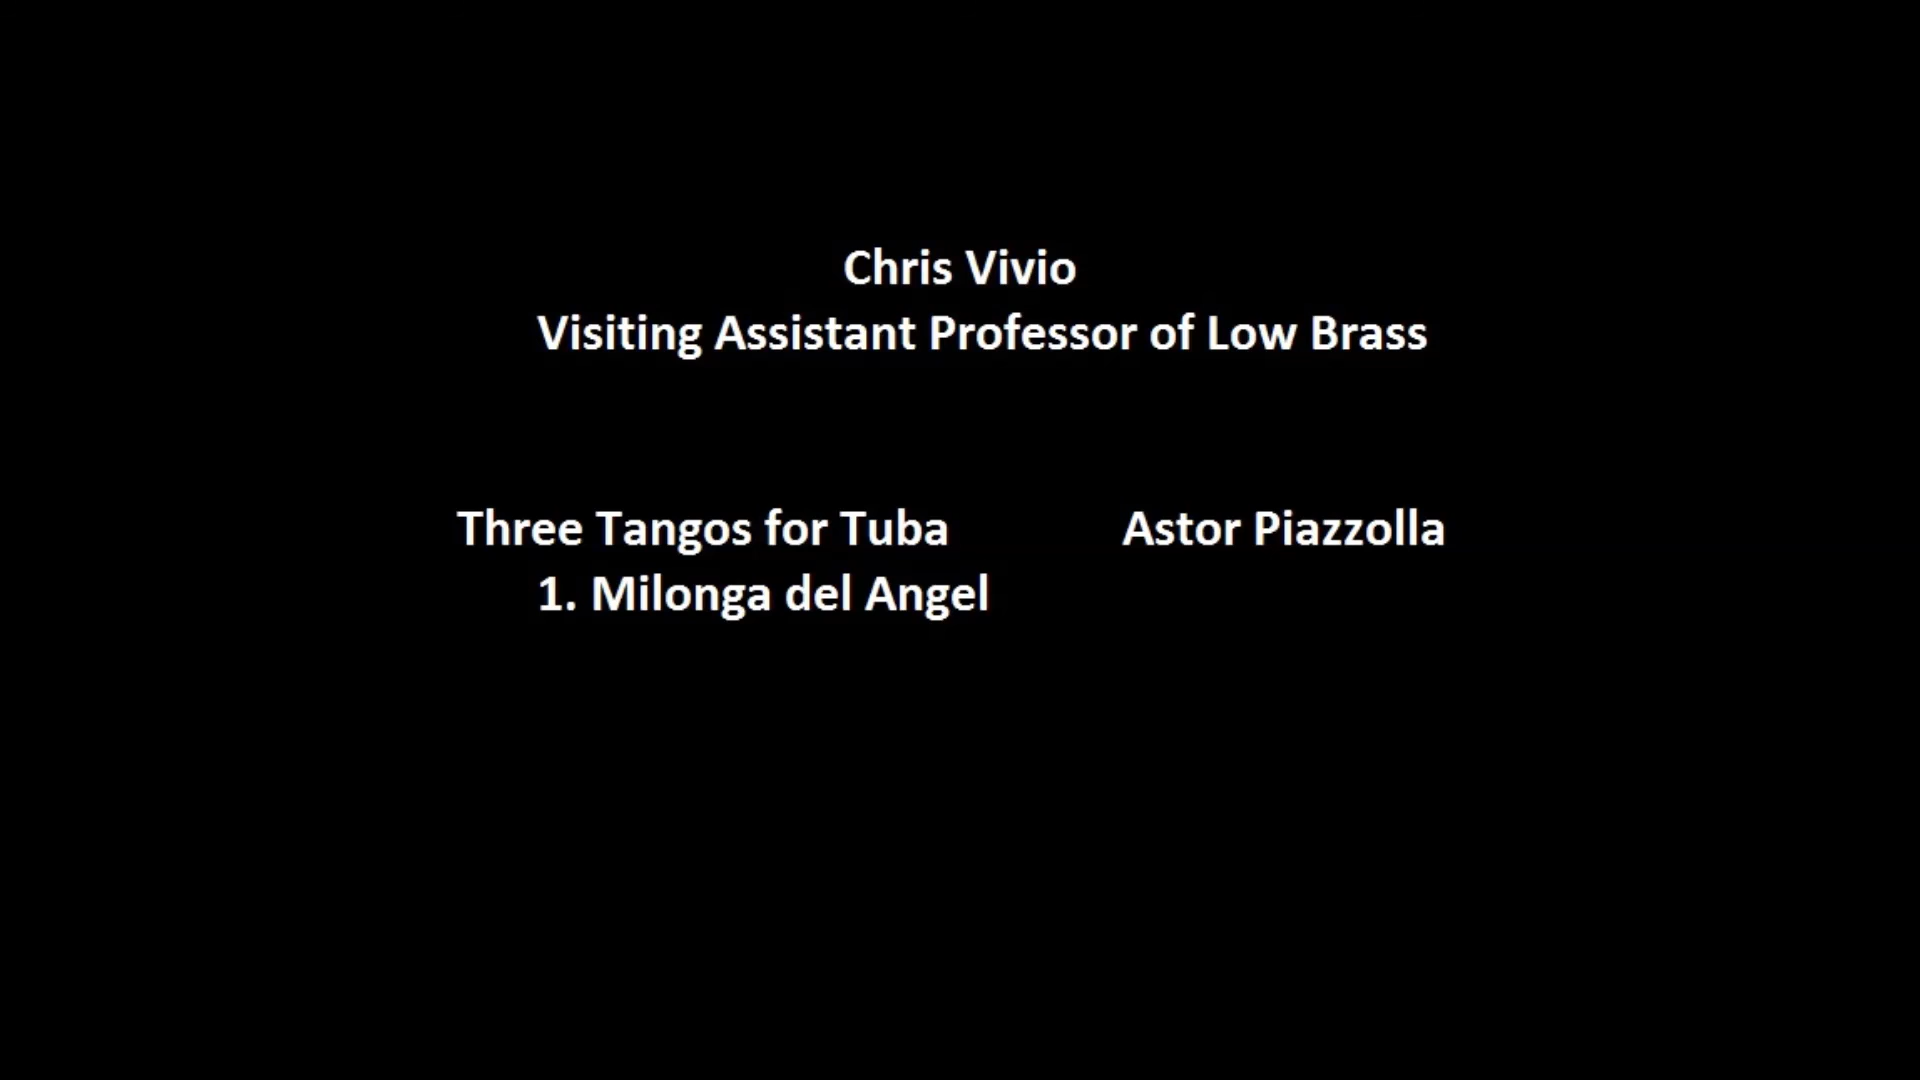 Chris Vivio
Visiting Assistant Professor of Low Brass
Three Tangos for Tuba Astor Piazzolla
1. Milonga del Angel